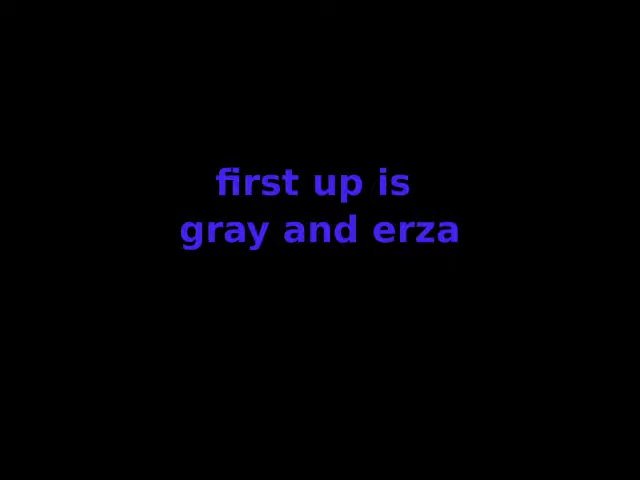 first up is
gray and erza